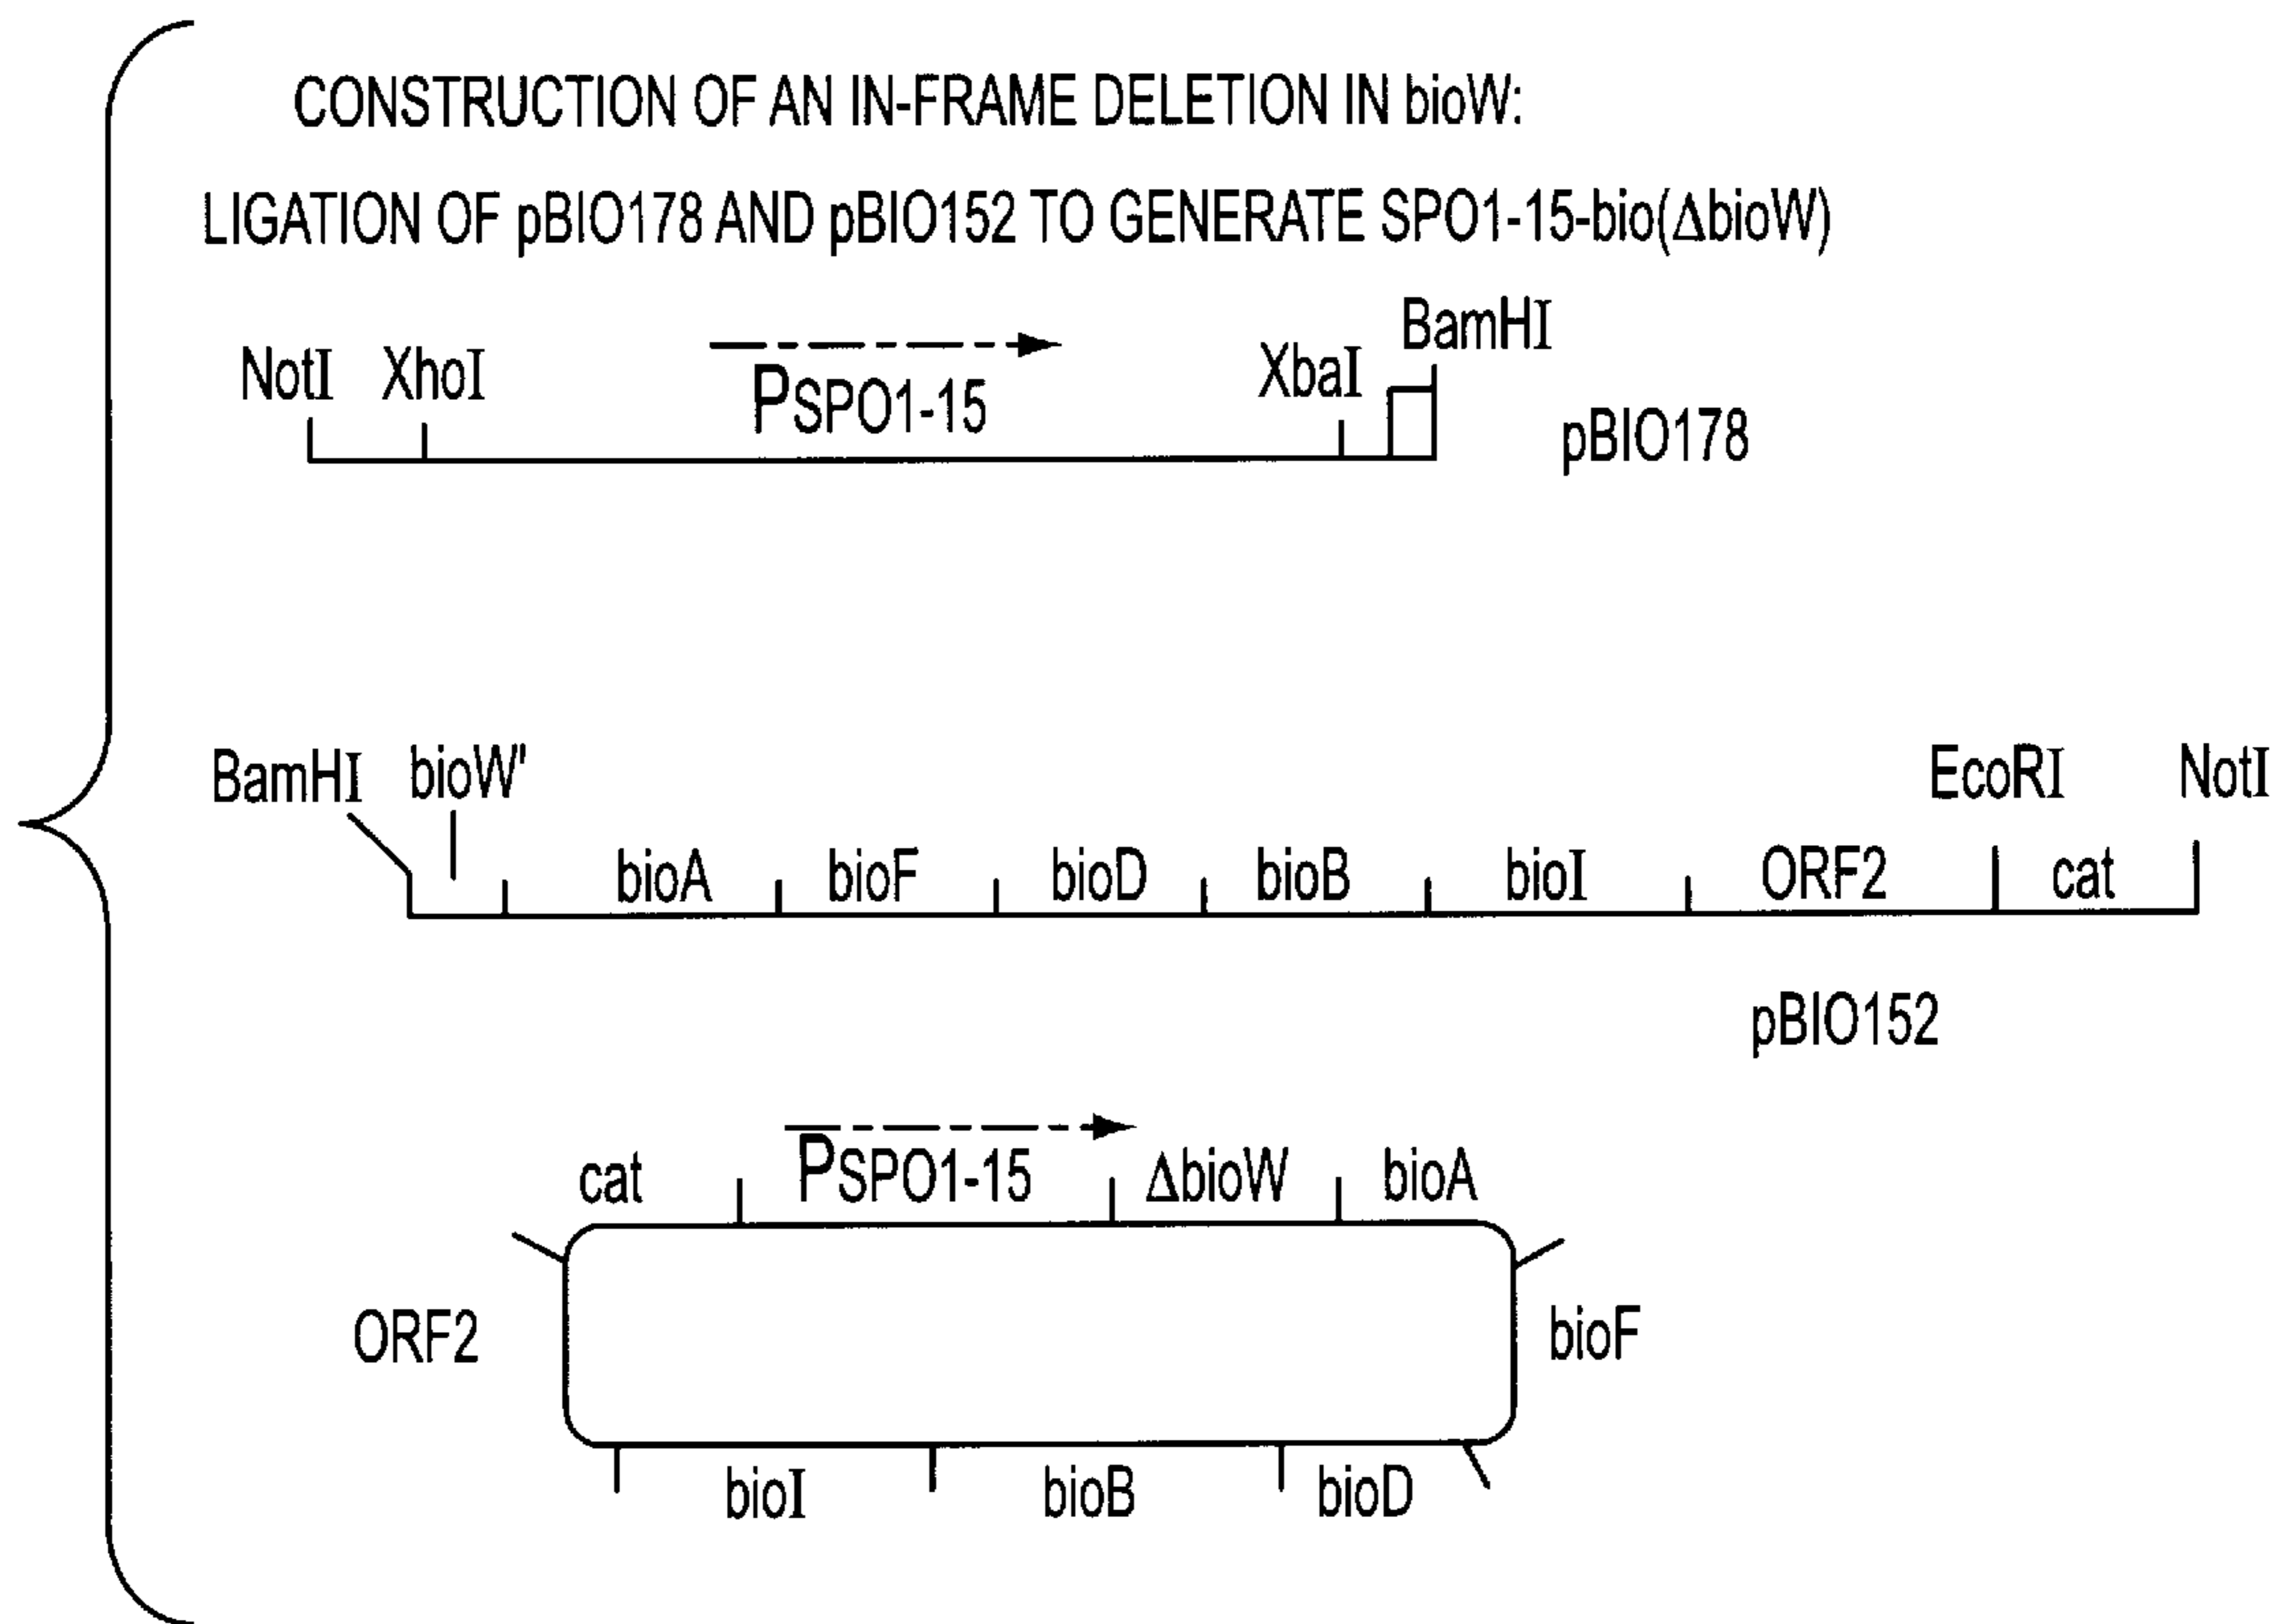 CONSTRUCTION OF AN IN-FRAME DELETION IN bioW:
LIGATION OF pBIO178 AND pBIO152 TO GENERATE SPO1-15-bio(ΔbioW)
BamHI
NotI XhoI PSPO1-15 XbaI
pBIO178
BamHI bioW' EcoRI NotI
bioA bioF bioD bioB bioI ORF2 cat
pBIO152
cat PSPO1-15 ΔbioW bioA
ORF2 bioF
bioI bioB bioD